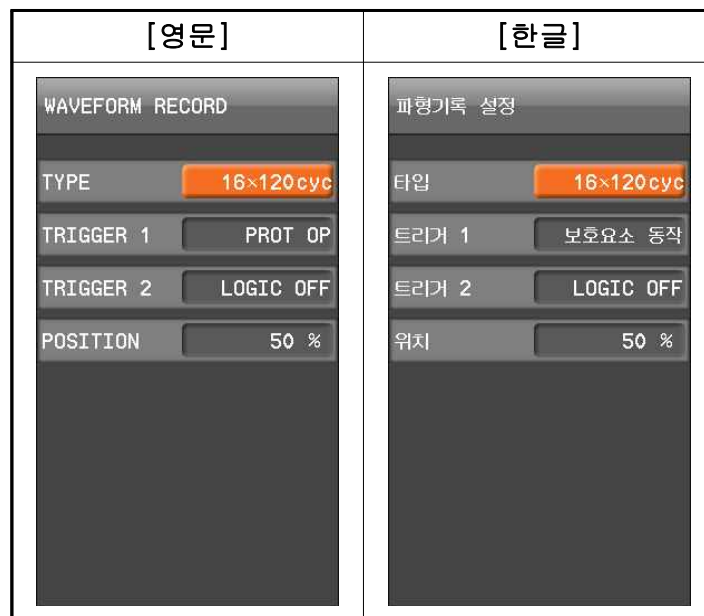 [영문]
[한글]
WAVEFORM RECORD
TYPE 16×120cyc
TRIGGER 1 PROT OP
TRIGGER 2 LOGIC OFF
POSITION 50 %
파형기록 설정
타입 16×120cyc
트리거 1 보호요소 동작
트리거 2 LOGIC OFF
위치 50 %